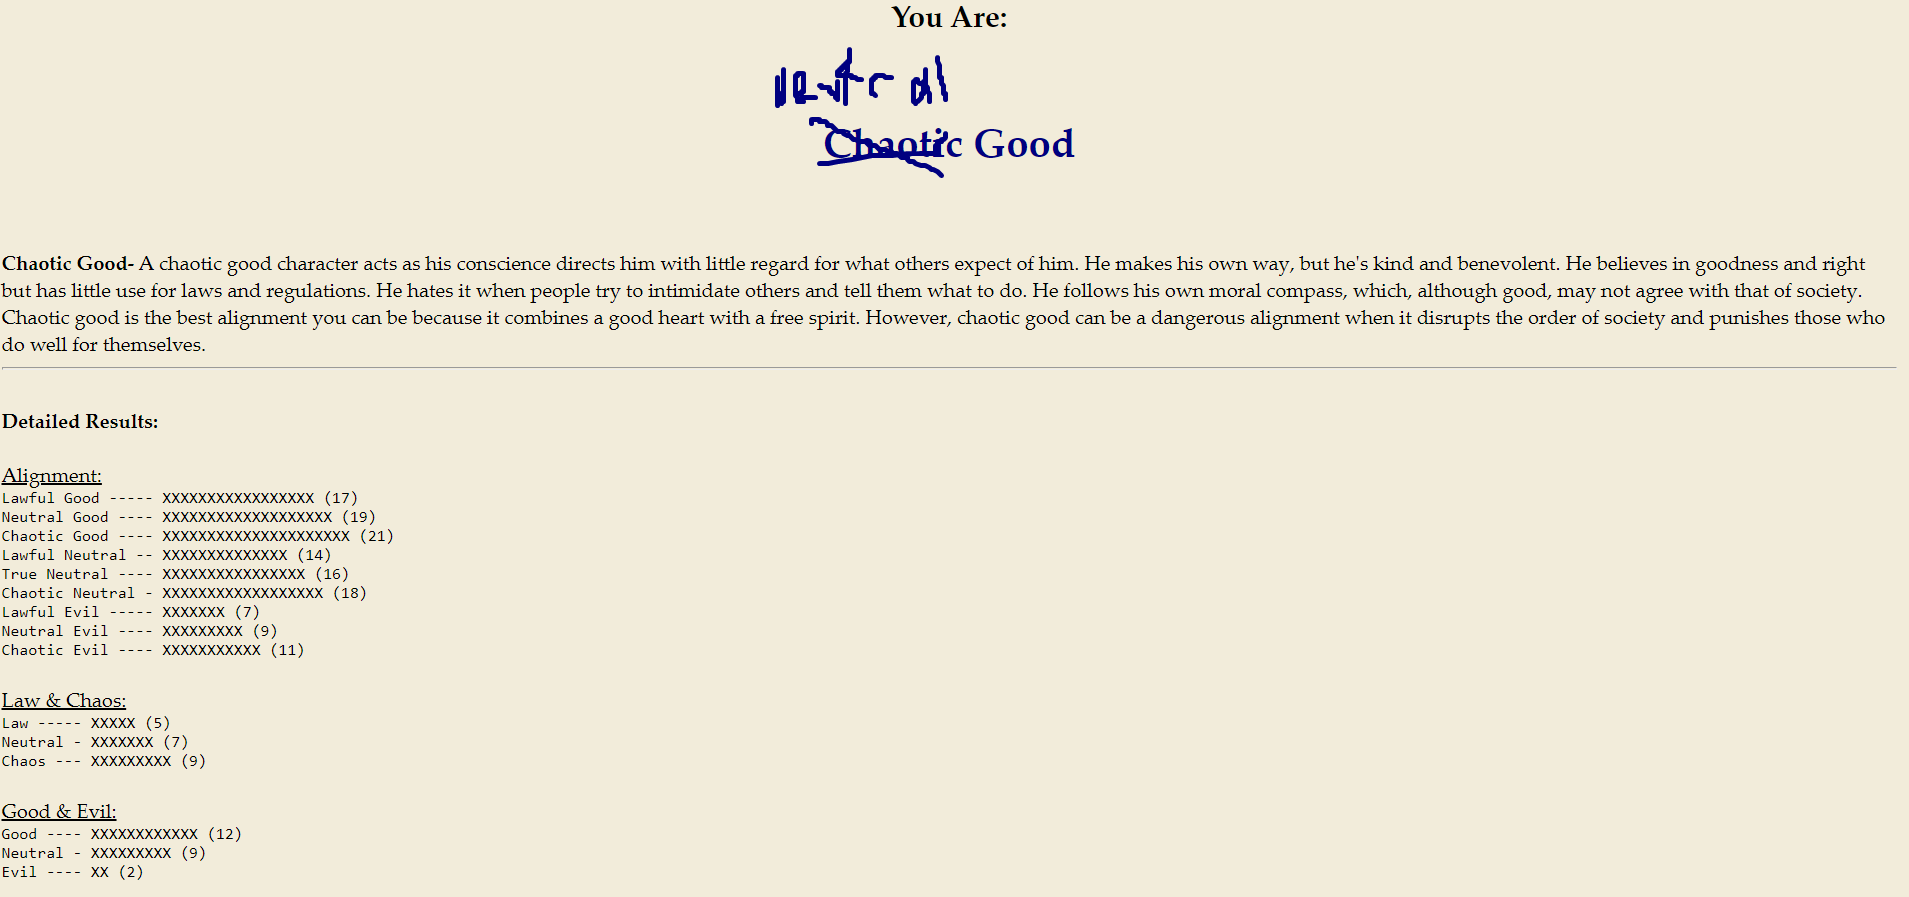 You Are:
neutral
Chaotic Good
Chaotic Good- A chaotic good character acts as his conscience directs him with little regard for what others expect of him. He makes his own way, but he's kind and benevolent. He believes in goodness and right
but has little use for laws and regulations. He hates it when people try to intimidate others and tell them what to do. He follows his own moral compass, which, although good, may not agree with that of society.
Chaotic good is the best alignment you can be because it combines a good heart with a free spirit. However, chaotic good can be a dangerous alignment when it disrupts the order of society and punishes those who
do well for themselves.
Detailed Results:
Alignment:
Lawful Good ----- XXXXXXXXXXXXXXXXX (17)
Neutral Good ---- XXXXXXXXXXXXXXXXXXX (19)
Chaotic Good ---- XXXXXXXXXXXXXXXXXXXXX (21)
Lawful Neutral -- XXXXXXXXXXXXXX (14)
True Neutral ---- XXXXXXXXXXXXXXXX (16)
Chaotic Neutral - XXXXXXXXXXXXXXXXXX (18)
Lawful Evil ----- XXXXXXX (7)
Neutral Evil ---- XXXXXXXXX (9)
Chaotic Evil ---- XXXXXXXXXXX (11)
Law & Chaos:
Law ----- XXXXX (5)
Neutral - XXXXXXX (7)
Chaos --- XXXXXXXXX (9)
Good & Evil:
Good ---- XXXXXXXXXXXX (12)
Neutral - XXXXXXXXX (9)
Evil ---- XX (2)